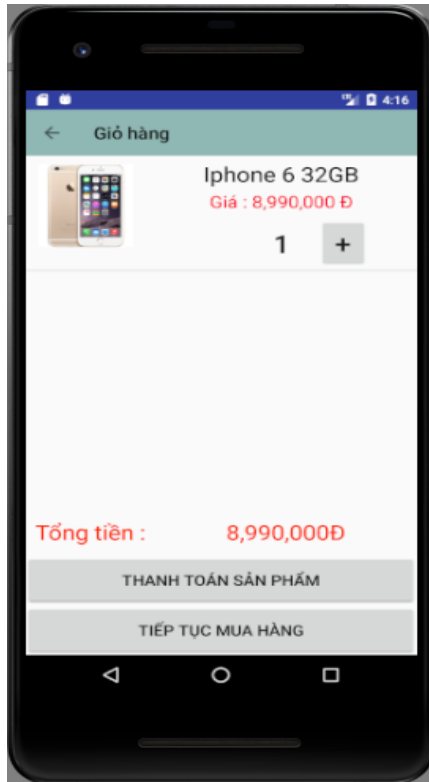 4:16
Giỏ hàng
Iphone 6 32GB
Giá : 8,990,000 Đ
1 +
Tổng tiền : 8,990,000Đ
THANH TOÁN SẢN PHẨM
TIẾP TỤC MUA HÀNG